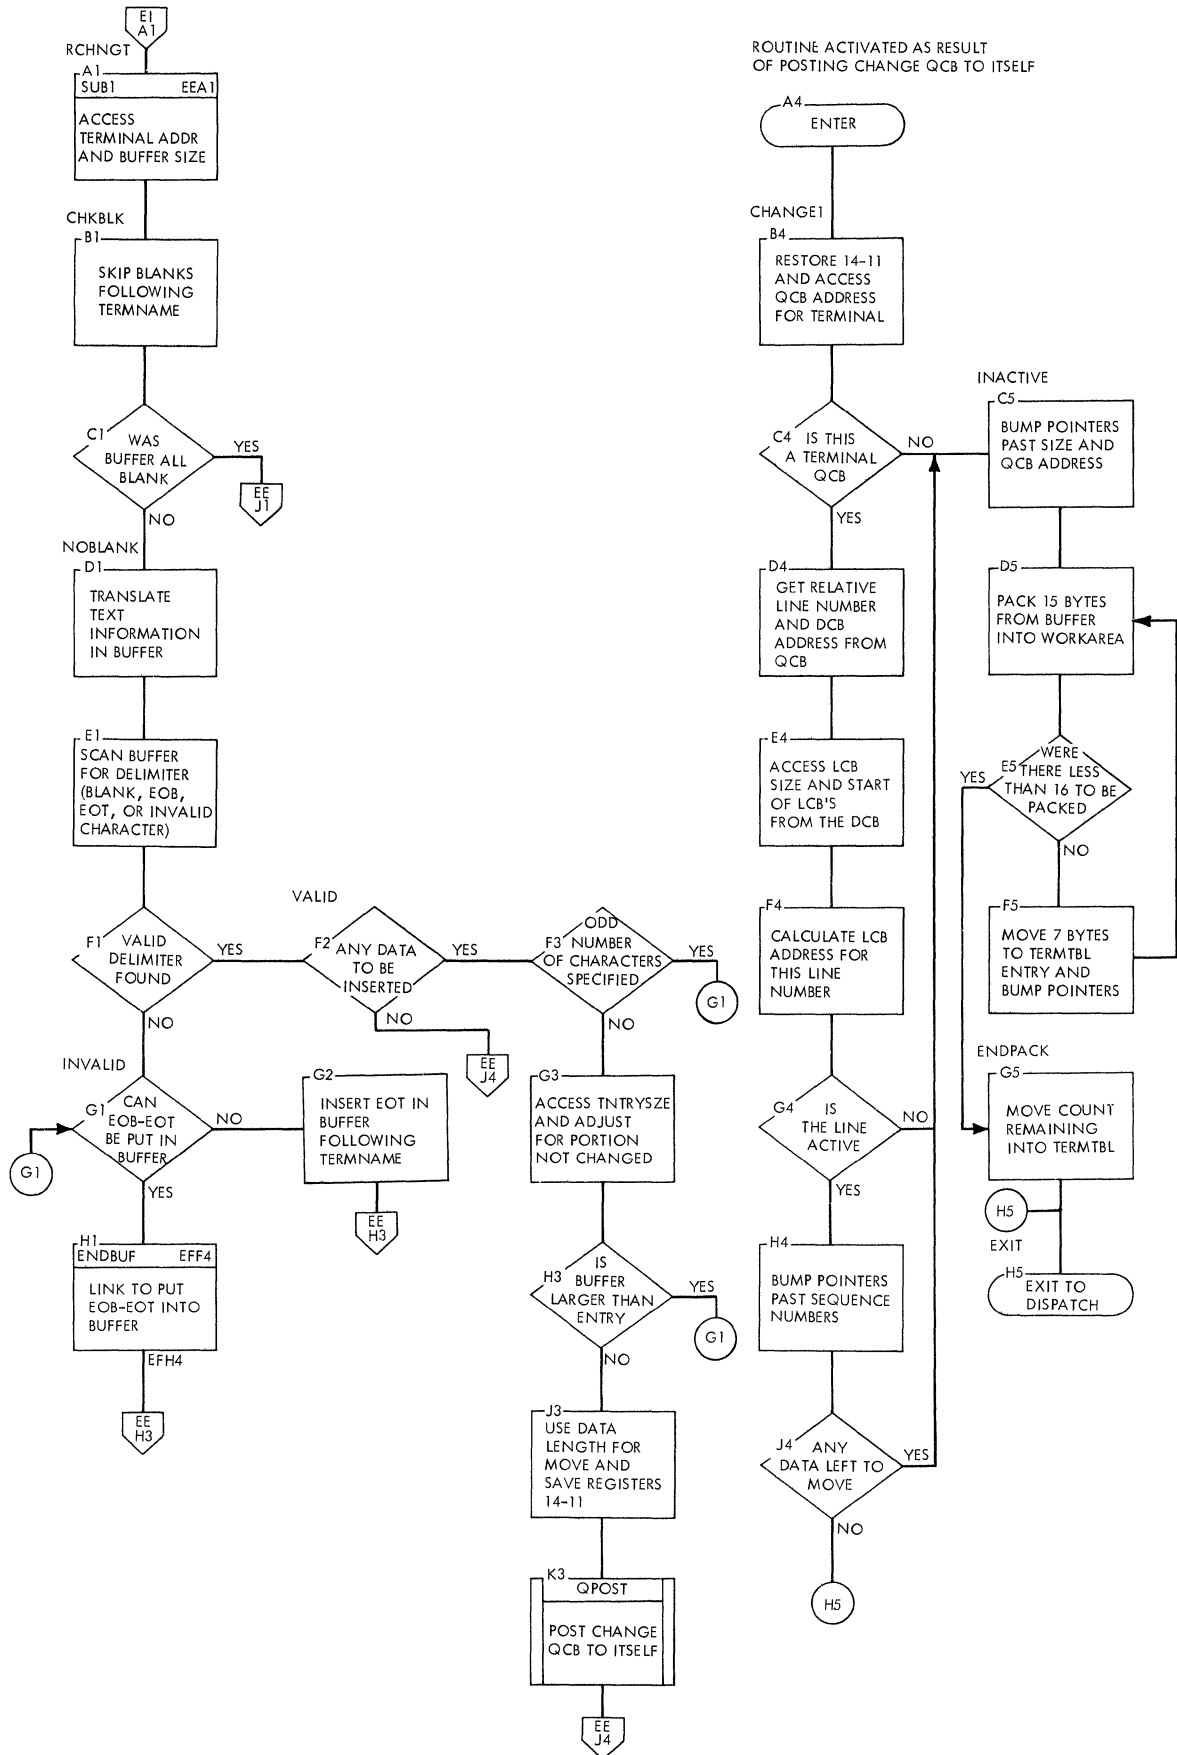 EI
A1
RCHNGT
A1
SUB1 EEA1
ACCESS
TERMINAL ADDR
AND BUFFER SIZE
CHKBLK
B1
SKIP BLANKS
FOLLOWING
TERMNAME
C1
WAS
BUFFER ALL
BLANK
YES
EE
J1
NO
NOBLANK
D1
TRANSLATE
TEXT
INFORMATION
IN BUFFER
E1
SCAN BUFFER
FOR DELIMITER
(BLANK, EOB,
EOT, OR INVALID
CHARACTER)
F1
VALID
DELIMITER
FOUND
YES
NO
VALID
F2
ANY DATA
TO BE
INSERTED
YES
NO
EE
J4
F3
ODD
NUMBER
OF CHARACTERS
SPECIFIED
YES
G1
NO
INVALID
G1
CAN
EOB-EOT
BE PUT IN
BUFFER
NO
YES
G1
G2
INSERT EOT IN
BUFFER
FOLLOWING
TERMNAME
EE
H3
G3
ACCESS TNTRYSZE
AND ADJUST
FOR PORTION
NOT CHANGED
H1
ENDBUF EFF4
LINK TO PUT
EOB-EOT INTO
BUFFER
EFH4
EE
H3
H3
IS
BUFFER
LARGER THAN
ENTRY
YES
G1
NO
J3
USE DATA
LENGTH FOR
MOVE AND
SAVE REGISTERS
14-11
K3
QPOST
POST CHANGE
QCB TO ITSELF
EE
J4
ROUTINE ACTIVATED AS RESULT
OF POSTING CHANGE QCB TO ITSELF
A4
ENTER
CHANGE1
B4
RESTORE 14-11
AND ACCESS
QCB ADDRESS
FOR TERMINAL
C4
IS THIS
A TERMINAL
QCB
NO
YES
D4
GET RELATIVE
LINE NUMBER
AND DCB
ADDRESS FROM
QCB
E4
ACCESS LCB
SIZE AND START
OF LCB'S
FROM THE DCB
F4
CALCULATE LCB
ADDRESS FOR
THIS LINE
NUMBER
G4
IS
THE LINE
ACTIVE
NO
YES
H4
BUMP POINTERS
PAST SEQUENCE
NUMBERS
J4
ANY
DATA LEFT TO
MOVE
YES
NO
H5
INACTIVE
C5
BUMP POINTERS
PAST SIZE AND
QCB ADDRESS
D5
PACK 15 BYTES
FROM BUFFER
INTO WORKAREA
E5
WERE
THERE LESS
THAN 16 TO BE
PACKED
YES
NO
F5
MOVE 7 BYTES
TO TERMTBL
ENTRY AND
BUMP POINTERS
ENDPACK
G5
MOVE COUNT
REMAINING
INTO TERMTBL
H5
EXIT
H5
EXIT TO
DISPATCH